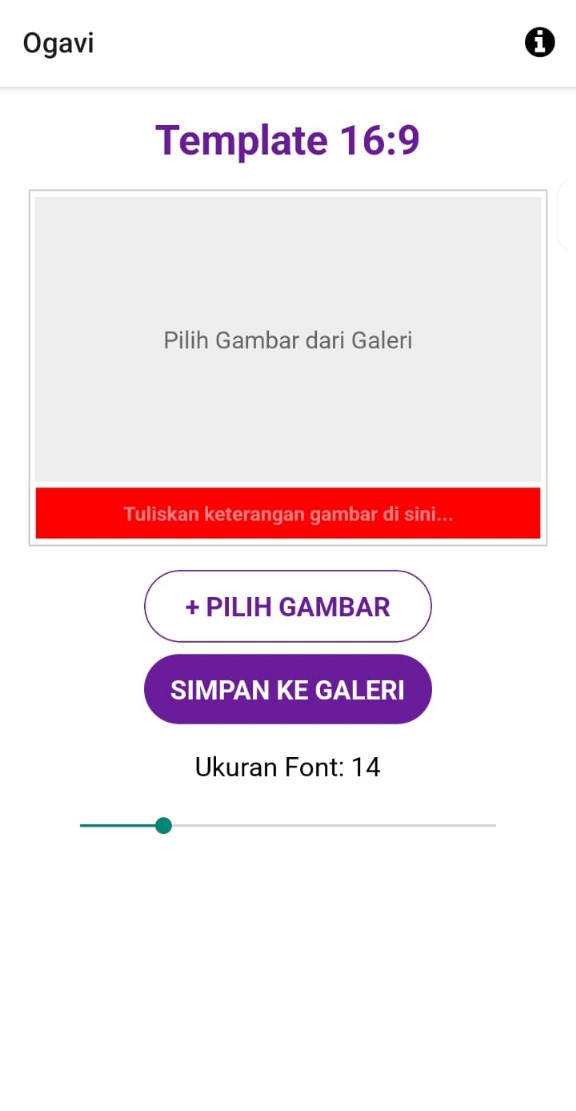 Ogavi
Template 16:9
Pilih Gambar dari Galeri
Tuliskan keterangan gambar di sini...
+ PILIH GAMBAR
SIMPAN KE GALERI
Ukuran Font: 14